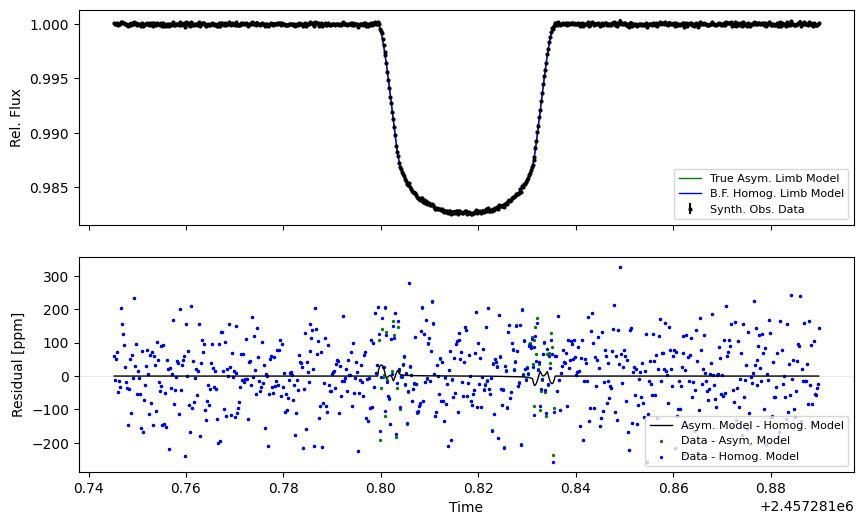 1.000
0.995
0.990
0.985
Rel. Flux
True Asym. Limb Model
B.F. Homog. Limb Model
Synth. Obs. Data
300
200
100
0
−100
−200
Residual [ppm]
Asym. Model - Homog. Model
Data - Asym. Model
Data - Homog. Model
0.74 0.76 0.78 0.80 0.82 0.84 0.86 0.88
Time
+2.457281e6